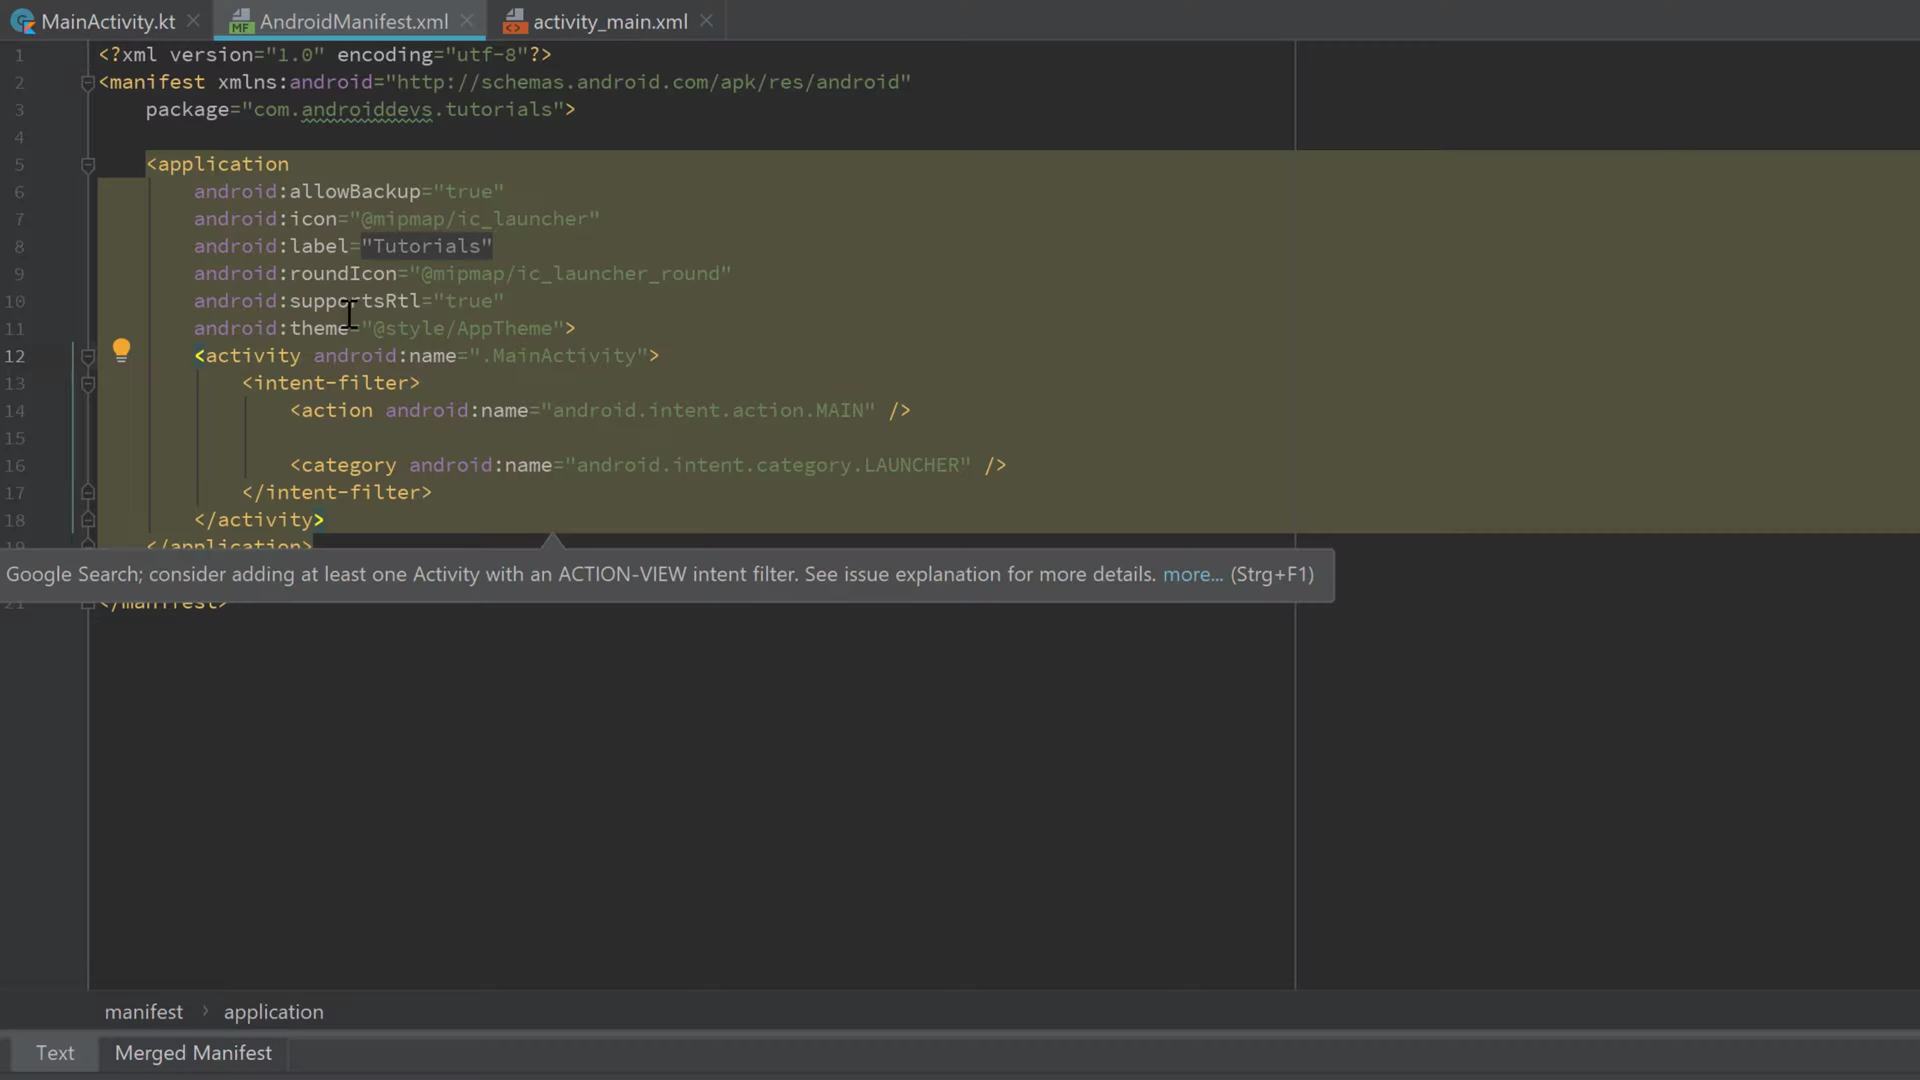 MainActivity.kt
AndroidManifest.xml
activity_main.xml
1 <?xml version="1.0" encoding="utf-8"?>
2 <manifest xmlns:android="http://schemas.android.com/apk/res/android"
3 package="com.androiddevs.tutorials">
4
5 <application
6 android:allowBackup="true"
7 android:icon="@mipmap/ic_launcher"
8 android:label="Tutorials"
9 android:roundIcon="@mipmap/ic_launcher_round"
10 android:supportsRtl="true"
11 android:theme="@style/AppTheme">
12 <activity android:name=".MainActivity">
13 <intent-filter>
14 <action android:name="android.intent.action.MAIN" />
15
16 <category android:name="android.intent.category.LAUNCHER" />
17 </intent-filter>
18 </activity>
19 </application>
Google Search; consider adding at least one Activity with an ACTION-VIEW intent filter. See issue explanation for more details. more... (Strg+F1)
21 </manifest>
manifest › application
Text
Merged Manifest
MF